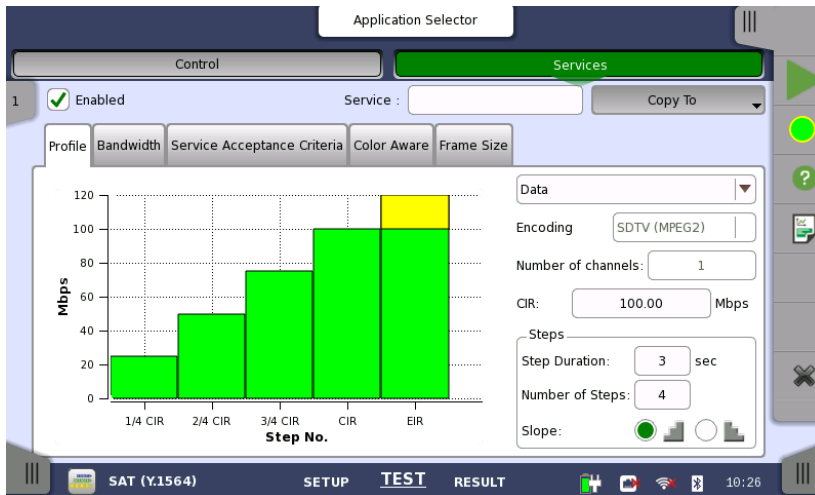 Application Selector
Control
Services
1
Enabled
Service :
Copy To
Profile
Bandwidth
Service Acceptance Criteria
Color Aware
Frame Size
120
100
80
60
40
20
0
Mbps
1/4 CIR
2/4 CIR
3/4 CIR
CIR
EIR
Step No.
Data
Encoding SDTV (MPEG2)
Number of channels: 1
CIR: 100.00 Mbps
Steps
Step Duration: 3 sec
Number of Steps: 4
Slope:
?
SAT (Y.1564)
SETUP
TEST
RESULT
10:26